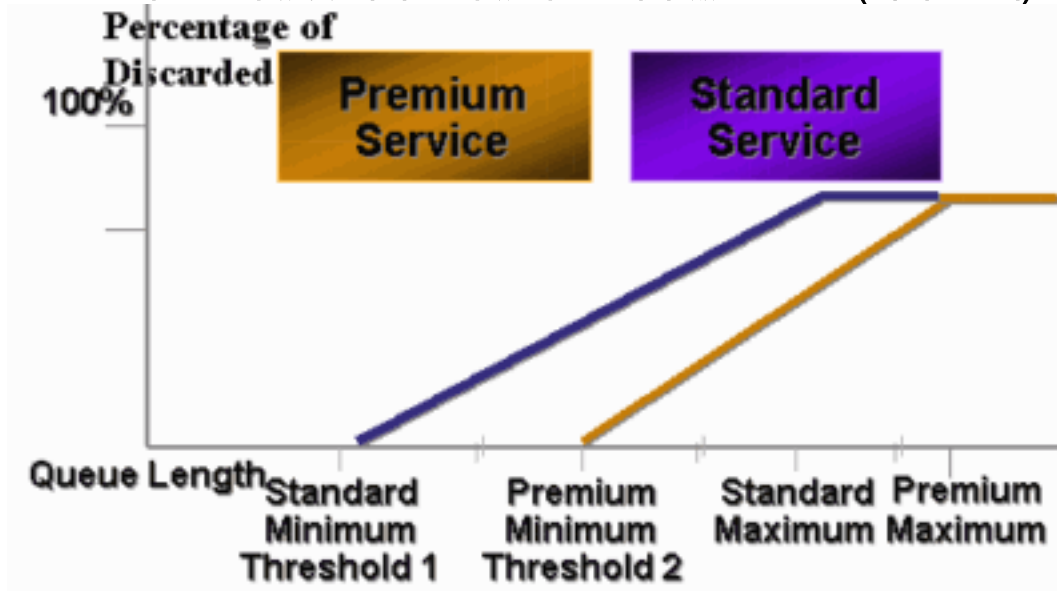 Percentage of
Discarded
100%
Premium
Service
Standard
Service
Queue Length
Standard
Minimum
Threshold 1
Premium
Minimum
Threshold 2
Standard
Maximum
Premium
Maximum